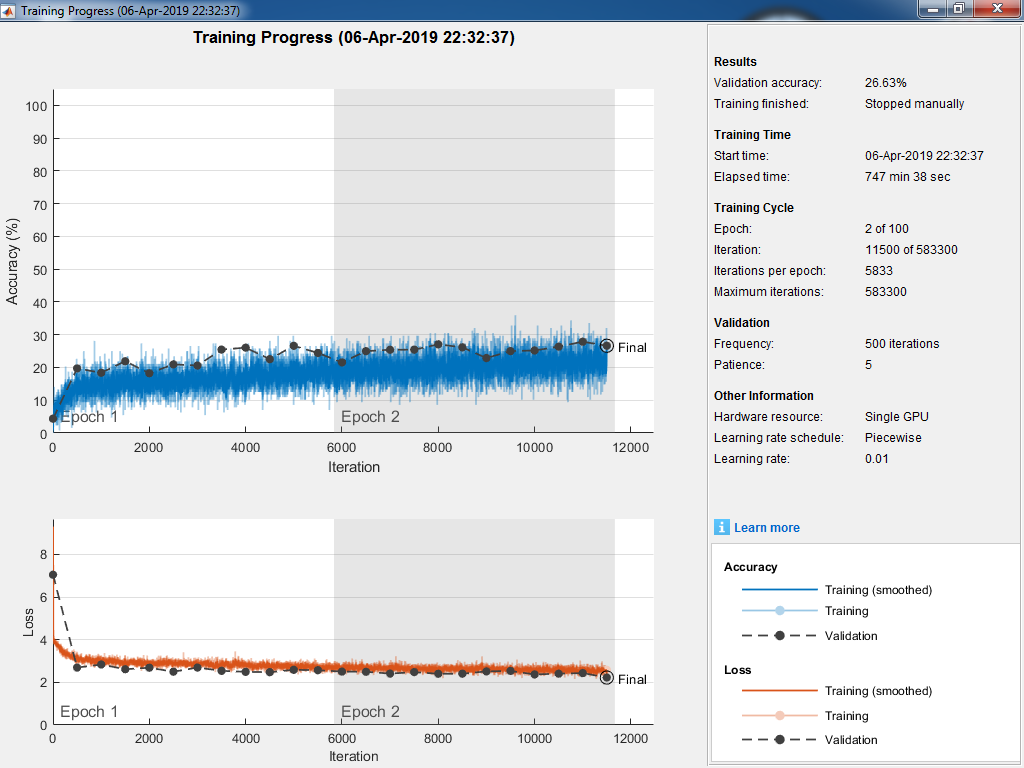 Training Progress (06-Apr-2019 22:32:37)
Training Progress (06-Apr-2019 22:32:37)
100
90
80
70
60
50
40
30
20
10
0
Accuracy (%)
Epoch 1
Epoch 2
Final
0 2000 4000 6000 8000 10000 12000
Iteration
8
6
4
2
0
Loss
Epoch 1
Epoch 2
Final
0 2000 4000 6000 8000 10000 12000
Iteration
Results
Validation accuracy: 26.63%
Training finished: Stopped manually
Training Time
Start time: 06-Apr-2019 22:32:37
Elapsed time: 747 min 38 sec
Training Cycle
Epoch: 2 of 100
Iteration: 11500 of 583300
Iterations per epoch: 5833
Maximum iterations: 583300
Validation
Frequency: 500 iterations
Patience: 5
Other Information
Hardware resource: Single GPU
Learning rate schedule: Piecewise
Learning rate: 0.01
i Learn more
Accuracy
Training (smoothed)
Training
Validation
Loss
Training (smoothed)
Training
Validation